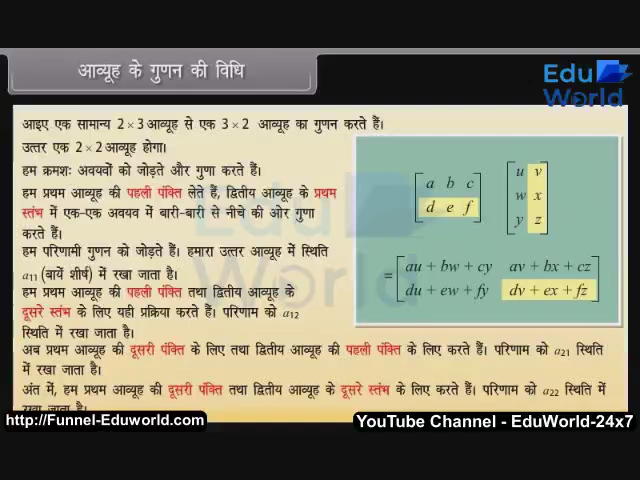 आव्यूह के गुणन की विधि
Edu
World
आइए एक सामान्य 2 × 3 आव्यूह से एक 3 × 2 आव्यूह का गुणन करते हैं।
उत्तर एक 2 × 2 आव्यूह होगा।
हम क्रमशः अवयवों को जोड़ते और गुणा करते हैं।
हम प्रथम आव्यूह की पहली पंक्ति लेते हैं, द्वितीय आव्यूह के प्रथम
स्तंभ में एक-एक अवयव में बारी-बारी से नीचे की ओर गुणा
करते हैं।
हम परिणामी गुणन को जोड़ते हैं। हमारा उत्तर आव्यूह में स्थिति
a11 (बायें शीर्ष) में रखा जाता है।
हम प्रथम आव्यूह की पहली पंक्ति तथा द्वितीय आव्यूह के
दूसरे स्तंभ के लिए यही प्रक्रिया करते हैं। परिणाम को a12
स्थिति में रखा जाता है।
a b c u v
d e f w x
y z
= au + bw + cy av + bx + cz
du + ew + fy dv + ex + fz
अब प्रथम आव्यूह की दूसरी पंक्ति के लिए तथा द्वितीय आव्यूह की पहली पंक्ति के लिए करते हैं। परिणाम को a21 स्थिति
में रखा जाता है।
अंत में, हम प्रथम आव्यूह की दूसरी पंक्ति तथा द्वितीय आव्यूह के दूसरे स्तंभ के लिए करते हैं। परिणाम को a22 स्थिति में
रखा जाता है।
http://Funnel-Eduworld.com
YouTube Channel - EduWorld-24x7